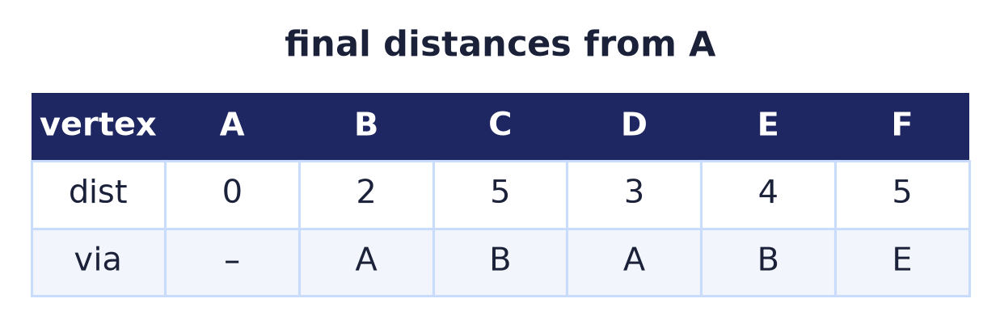 final distances from A
vertex A B C D E F
dist 0 2 5 3 4 5
via – A B A B E